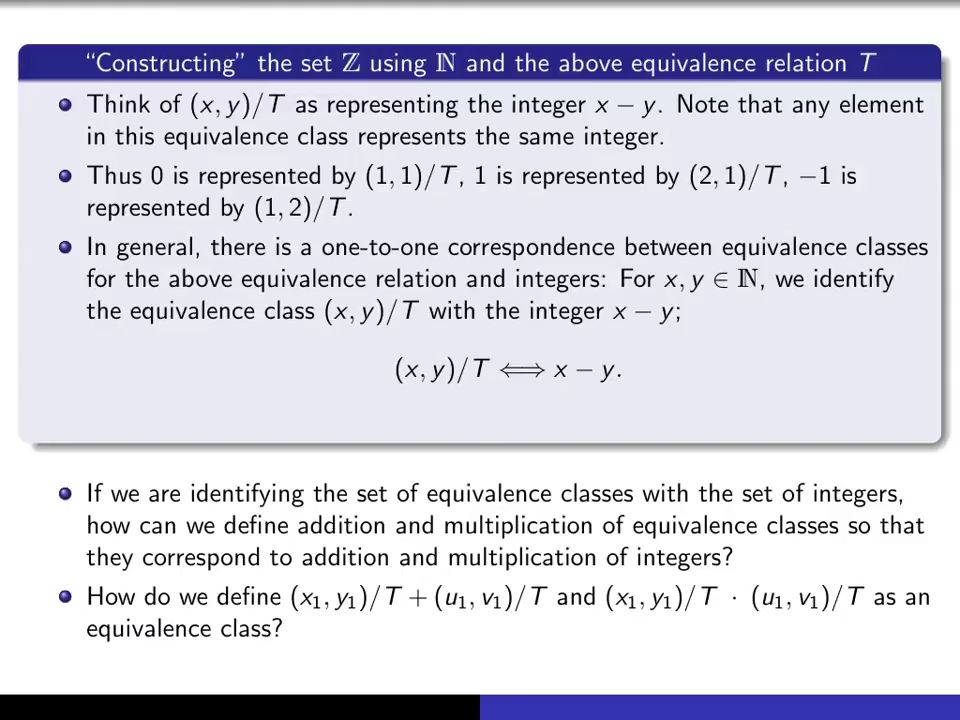 “Constructing” the set ℤ using ℕ and the above equivalence relation T
Think of (x, y)/T as representing the integer x − y. Note that any element
in this equivalence class represents the same integer.
Thus 0 is represented by (1, 1)/T, 1 is represented by (2, 1)/T, −1 is
represented by (1, 2)/T.
In general, there is a one-to-one correspondence between equivalence classes
for the above equivalence relation and integers: For x, y ∈ ℕ, we identify
the equivalence class (x, y)/T with the integer x − y;
(x, y)/T ⟺ x − y.
If we are identifying the set of equivalence classes with the set of integers,
how can we define addition and multiplication of equivalence classes so that
they correspond to addition and multiplication of integers?
How do we define (x₁, y₁)/T + (u₁, v₁)/T and (x₁, y₁)/T · (u₁, v₁)/T as an
equivalence class?